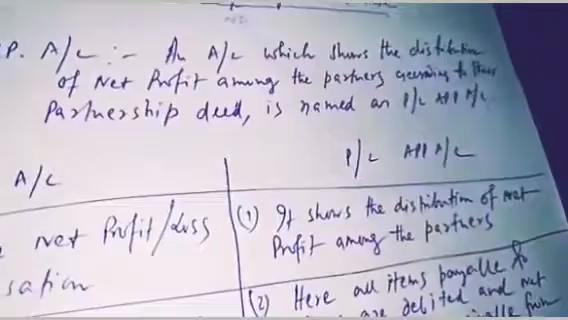 P. A/c :- An A/c which shows the distribution
of Net Profit among the partners according to their
Partnership deed, is named as P/L APP A/c
A/c
P/L APP A/c
Net Profit/Loss
(1) It shows the distribution of net
Profit among the partners
sation
(2) Here all items payable to
are debited and net